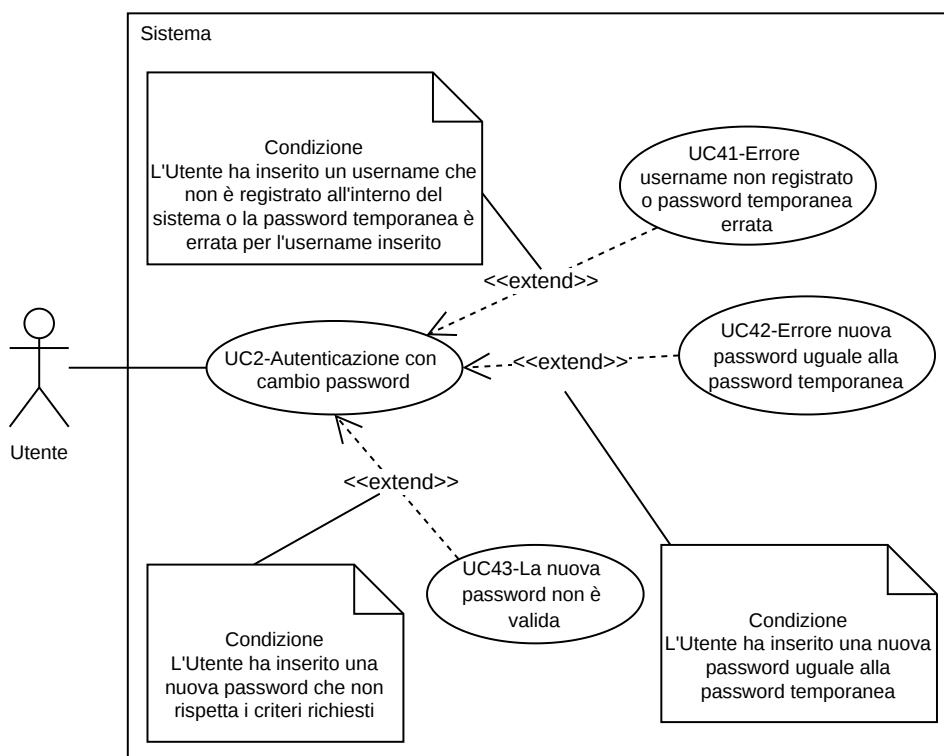 Sistema
Condizione
L'Utente ha inserito un username che
non è registrato all'interno del
sistema o la password temporanea è
errata per l'username inserito
UC41-Errore
username non registrato
o password temporanea
errata
<<extend>>
UC42-Errore nuova
password uguale alla
password temporanea
<<extend>>
UC2-Autenticazione con
cambio password
Utente
<<extend>>
UC43-La nuova
password non è
valida
Condizione
L'Utente ha inserito una
nuova password che non
rispetta i criteri richiesti
Condizione
L'Utente ha inserito una nuova
password uguale alla
password temporanea